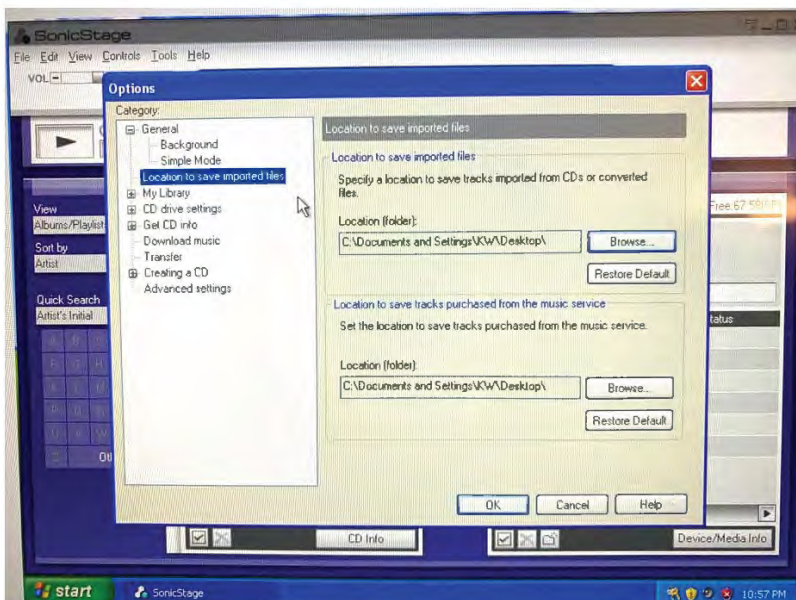 SonicStage
File Edit View Controls Tools Help
VOL
Options
Category:
General
Background
Simple Mode
Location to save imported files
My Library
CD drive settings
Get CD info
Download music
Transfer
Creating a CD
Advanced settings
Location to save imported files
Location to save imported files
Specify a location to save tracks imported from CDs or converted
files.
Location (folder):
C:\Documents and Settings\KW\Desktop\ Browse...
Restore Default
Location to save tracks purchased from the music service
Set the location to save tracks purchased from the music service.
Location (folder):
C:\Documents and Settings\KW\Desktop\ Browse...
Restore Default
OK Cancel Help
View
Albums/Playlist
Sort by
Artist
Quick Search
Artist's Initial
Free
tatus
CD Info
Device/Media Info
start SonicStage 10:57 PM